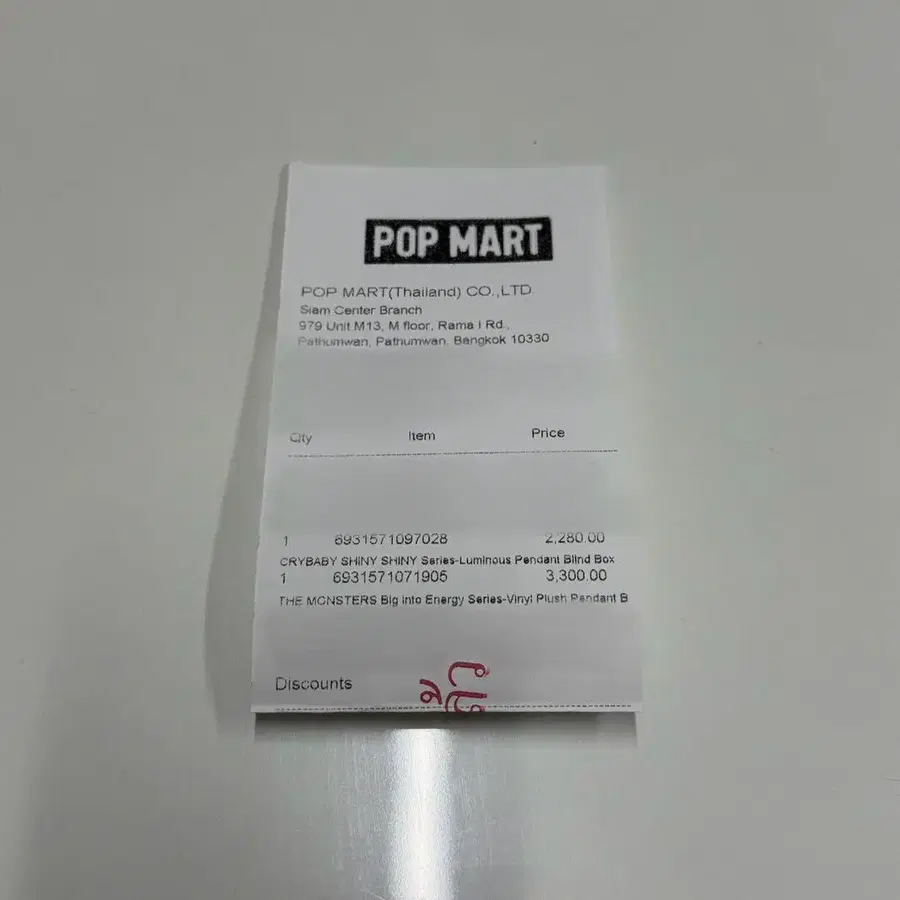 POP MART
POP MART(Thailand) CO.,LTD.
Siam Center Branch
979 Unit M13, M floor, Rama I Rd.,
Pathumwan, Pathumwan, Bangkok 10330
Qty Item Price
1 6931571097028 2,280.00
CRYBABY SHINY SHINY Series-Luminous Pendant Blind Box
1 6931571071905 3,300.00
THE MONSTERS Big into Energy Series-Vinyl Plush Pendant B
Discounts